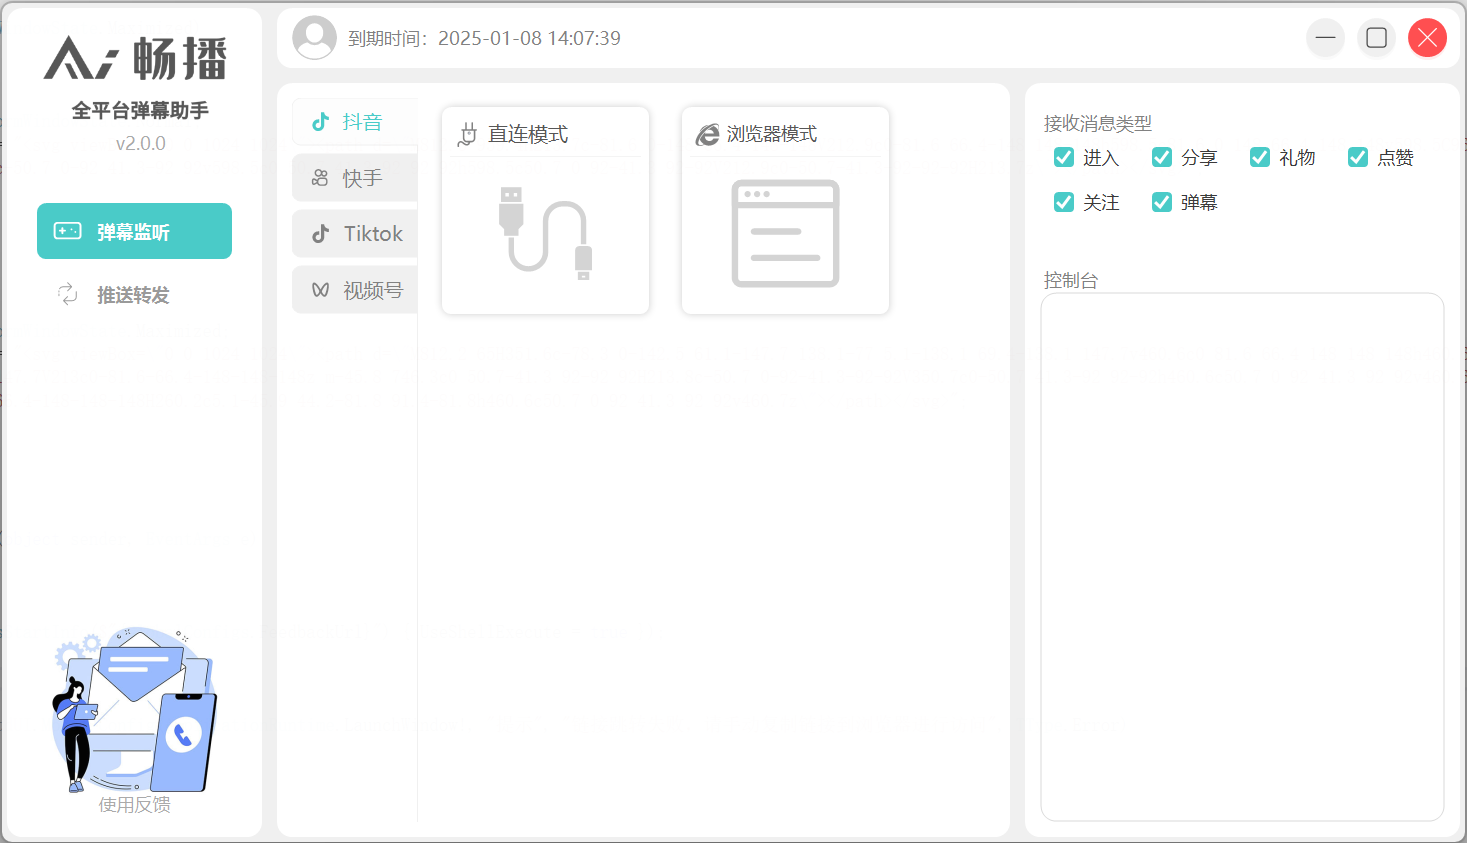 Ai 畅播
全平台弹幕助手
v2.0.0
弹幕监听
推送转发
使用反馈
到期时间：2025-01-08 14:07:39
抖音
快手
Tiktok
视频号
直连模式
浏览器模式
接收消息类型
进入 分享 礼物 点赞
关注 弹幕
控制台